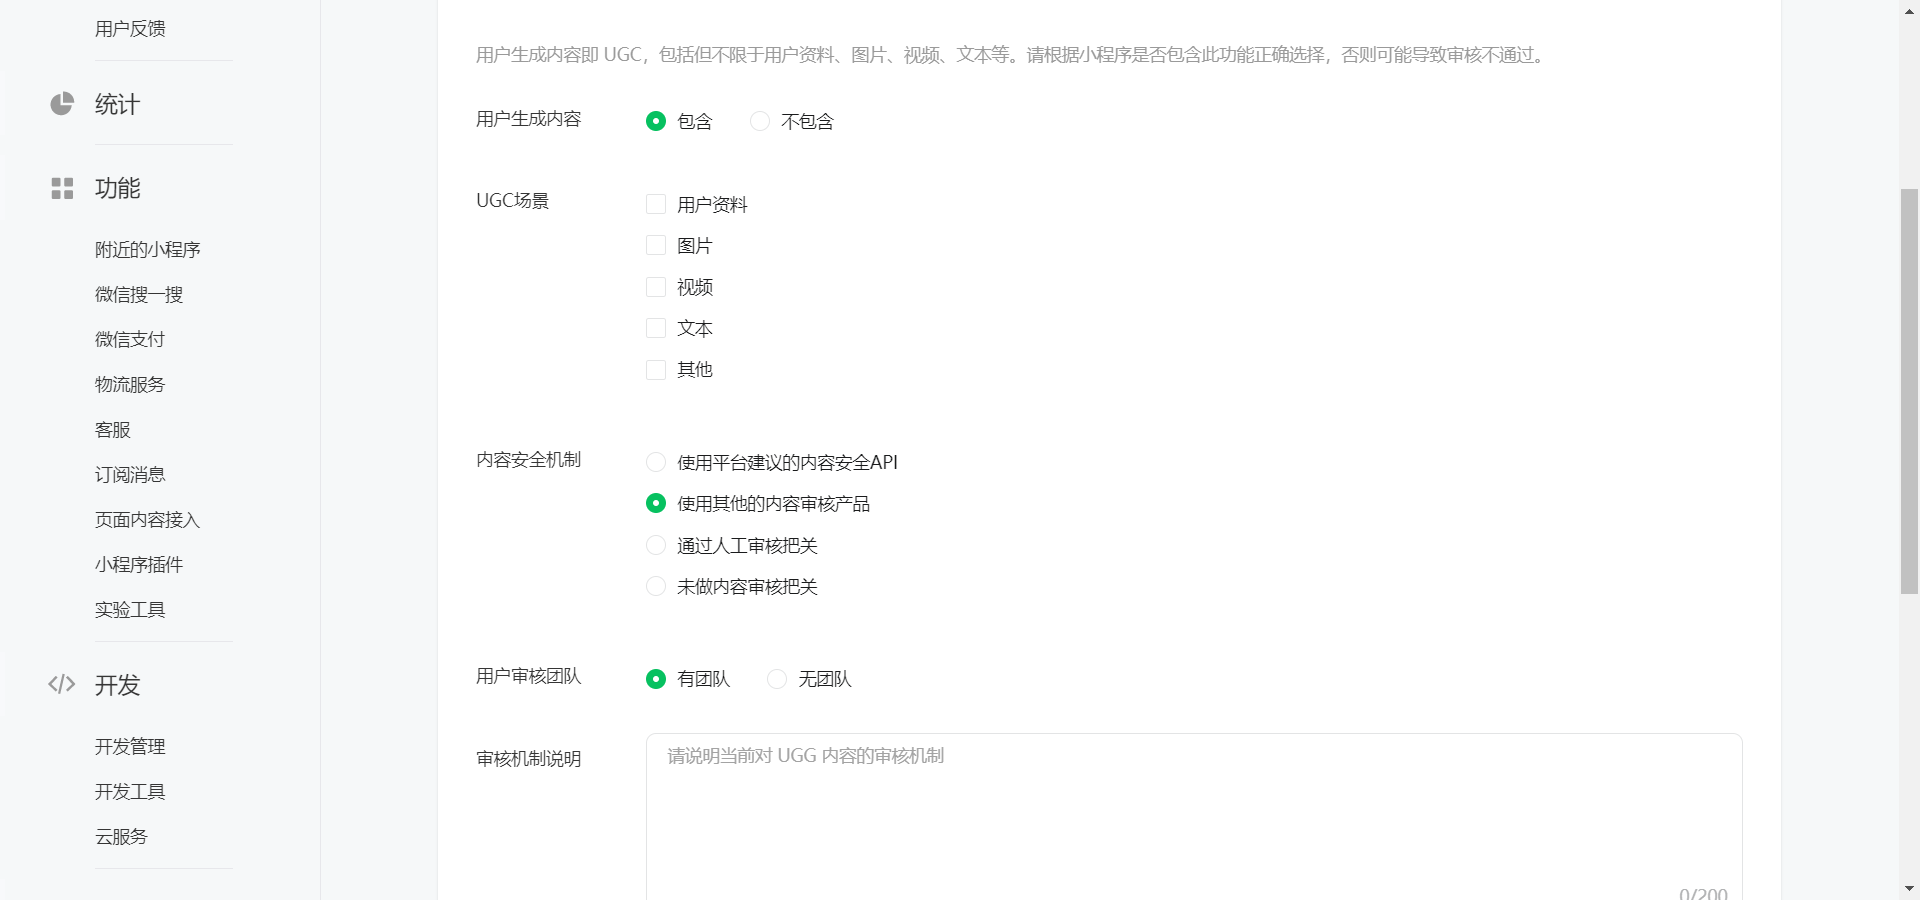 用户反馈
统计
功能
附近的小程序
微信搜一搜
微信支付
物流服务
客服
订阅消息
页面内容接入
小程序插件
实验工具
开发
开发管理
开发工具
云服务
用户生成内容即 UGC，包括但不限于用户资料、图片、视频、文本等。请根据小程序是否包含此功能正确选择，否则可能导致审核不通过。
用户生成内容
包含
不包含
UGC场景
用户资料
图片
视频
文本
其他
内容安全机制
使用平台建议的内容安全API
使用其他的内容审核产品
通过人工审核把关
未做内容审核把关
用户审核团队
有团队
无团队
审核机制说明
请说明当前对 UGG 内容的审核机制
0/200